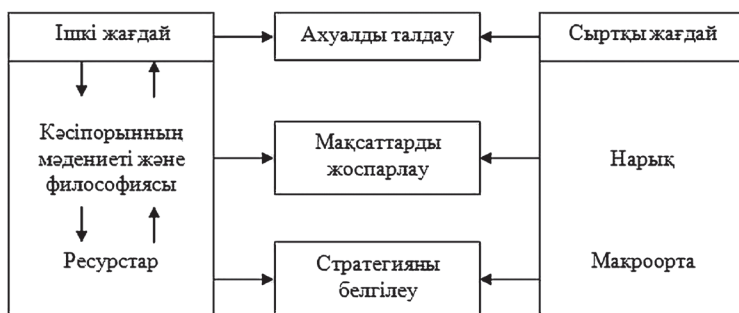 Ішкі жағдай
Ахуалды талдау
Сыртқы жағдай
Кәсіпорынның
мәдениеті және
философиясы
Мақсаттарды
жоспарлау
Нарық
Ресурстар
Стратегияны
белгілеу
Макроорта